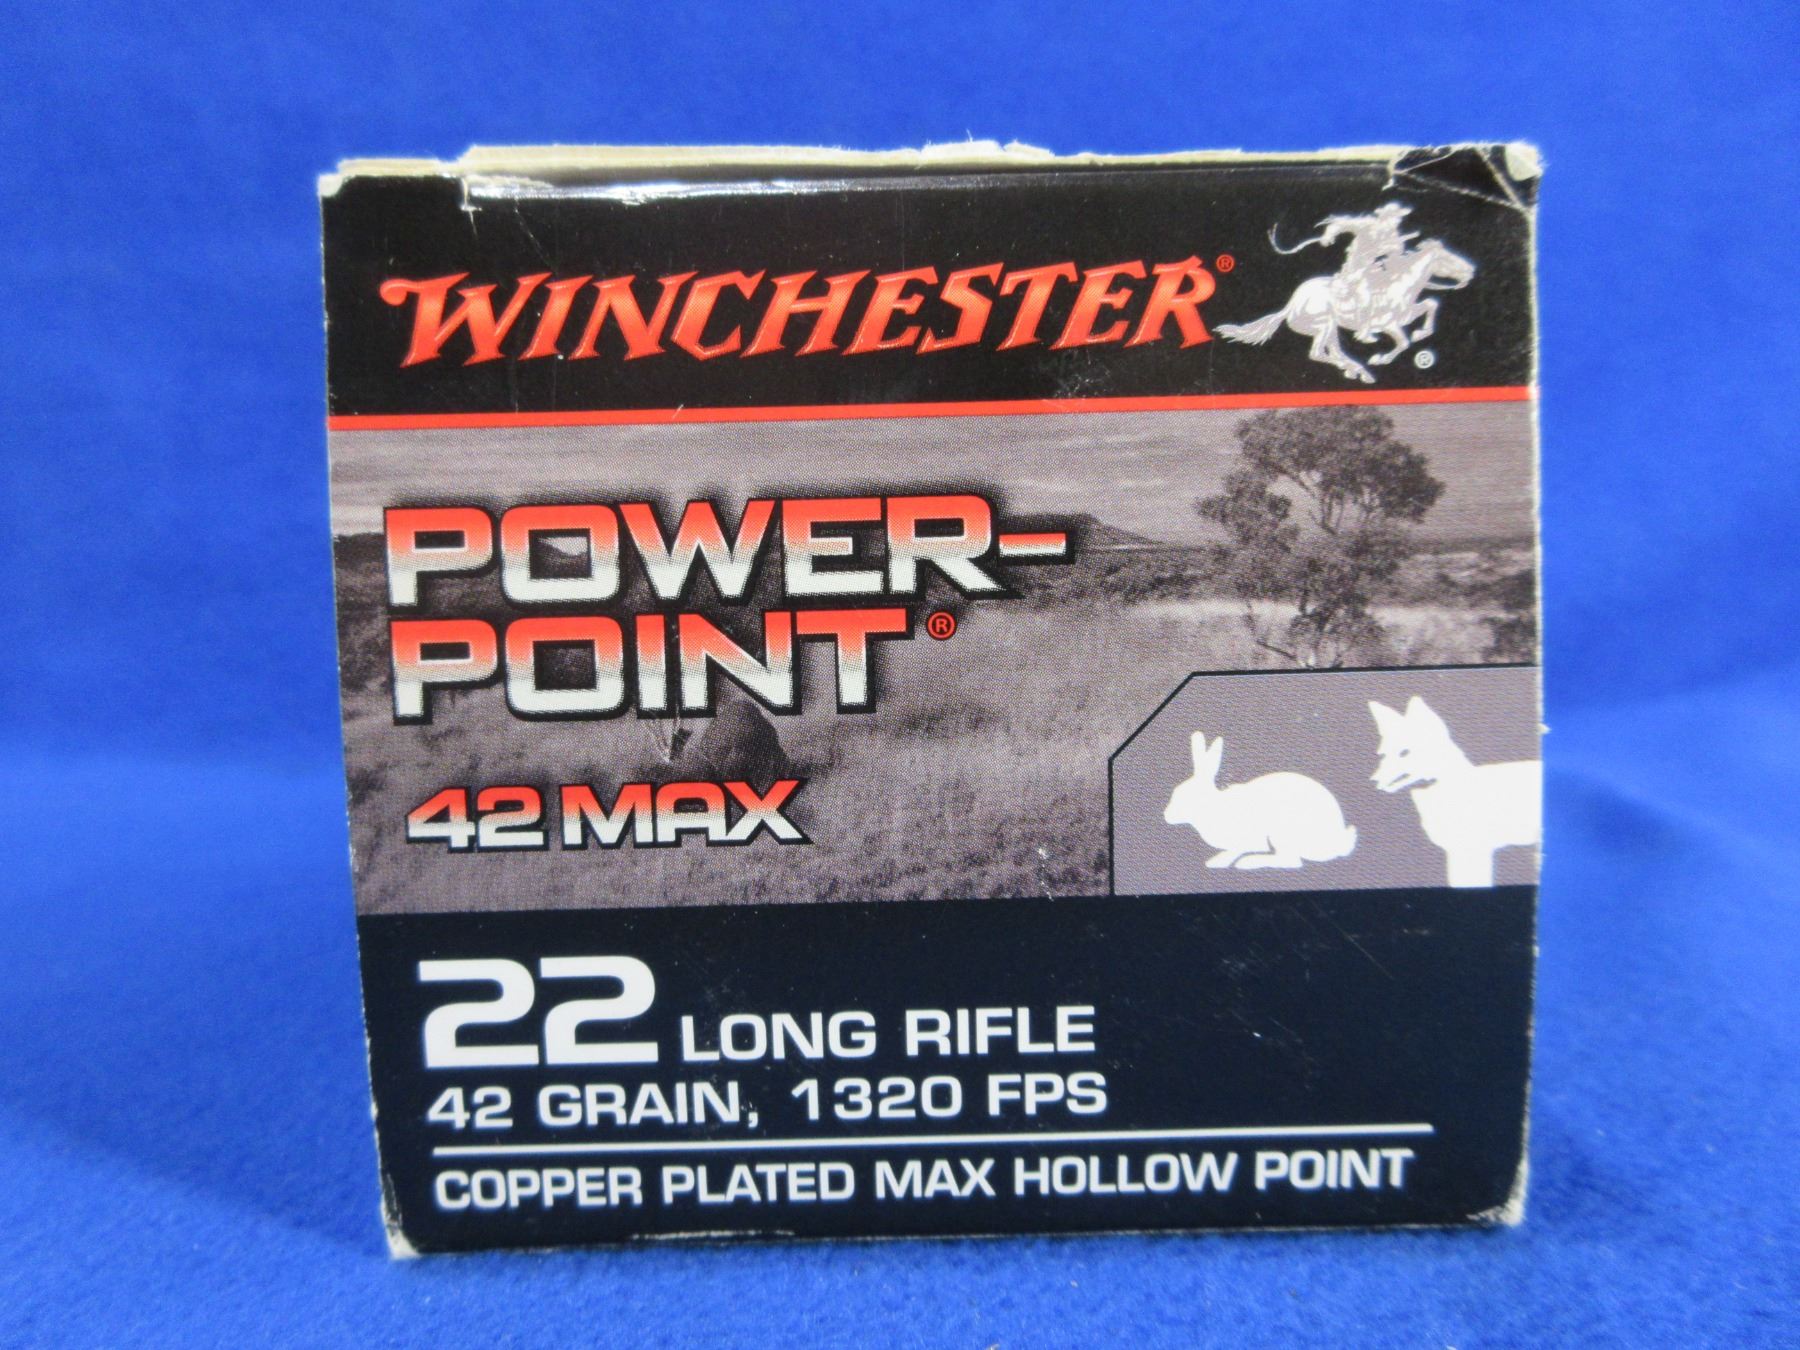 WINCHESTER®
®
POWER-
POINT®
42 MAX
22 LONG RIFLE
42 GRAIN, 1320 FPS
COPPER PLATED MAX HOLLOW POINT